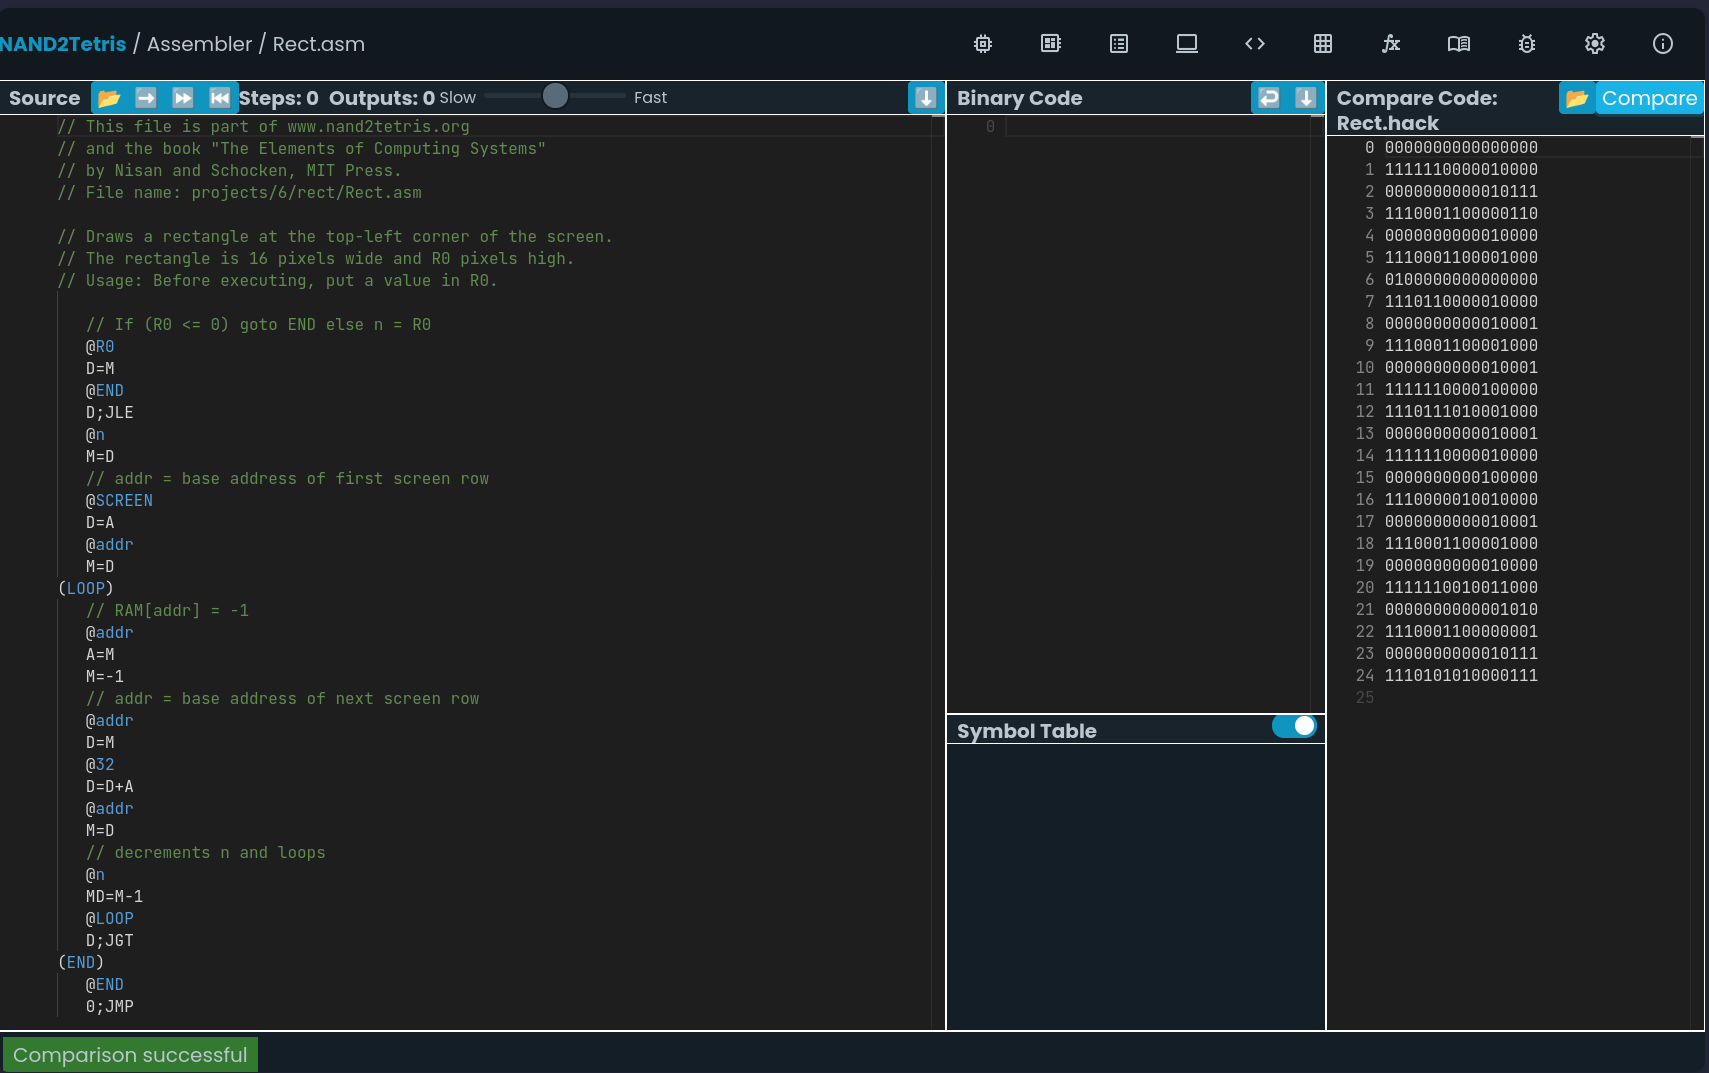 NAND2Tetris / Assembler / Rect.asm
Source
Steps: 0 Outputs: 0 Slow Fast
// This file is part of www.nand2tetris.org
// and the book "The Elements of Computing Systems"
// by Nisan and Schocken, MIT Press.
// File name: projects/6/rect/Rect.asm
// Draws a rectangle at the top-left corner of the screen.
// The rectangle is 16 pixels wide and R0 pixels high.
// Usage: Before executing, put a value in R0.
// If (R0 <= 0) goto END else n = R0
@R0
D=M
@END
D;JLE
@n
M=D
// addr = base address of first screen row
@SCREEN
D=A
@addr
M=D
(LOOP)
// RAM[addr] = -1
@addr
A=M
M=-1
// addr = base address of next screen row
@addr
D=M
@32
D=D+A
@addr
M=D
// decrements n and loops
@n
MD=M-1
@LOOP
D;JGT
(END)
@END
0;JMP
Binary Code
0
Symbol Table
Compare Code:
Rect.hack
Compare
0 0000000000000000
1 1111110000010000
2 0000000000010111
3 1110001100000110
4 0000000000010000
5 1110001100001000
6 0100000000000000
7 1110110000010000
8 0000000000010001
9 1110001100001000
10 0000000000010001
11 1111110000100000
12 1110111010001000
13 0000000000010001
14 1111110000010000
15 0000000000100000
16 1110000010010000
17 0000000000010001
18 1110001100001000
19 0000000000010000
20 1111110010011000
21 0000000000001010
22 1110001100000001
23 0000000000010111
24 1110101010000111
25
Comparison successful